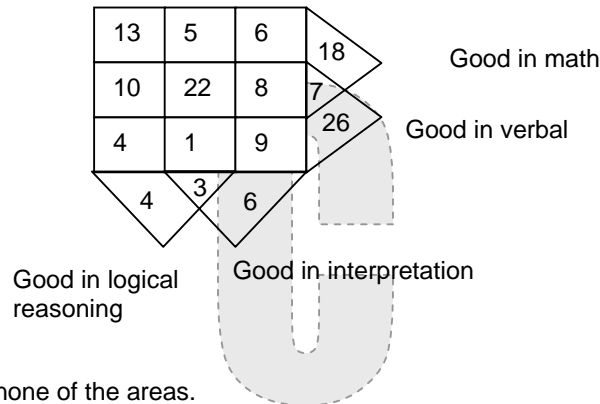 13 5 6
18
Good in math
10 22 8
7
26
Good in verbal
4 1 9
4 3 6
Good in interpretation
Good in logical
reasoning
none of the areas.